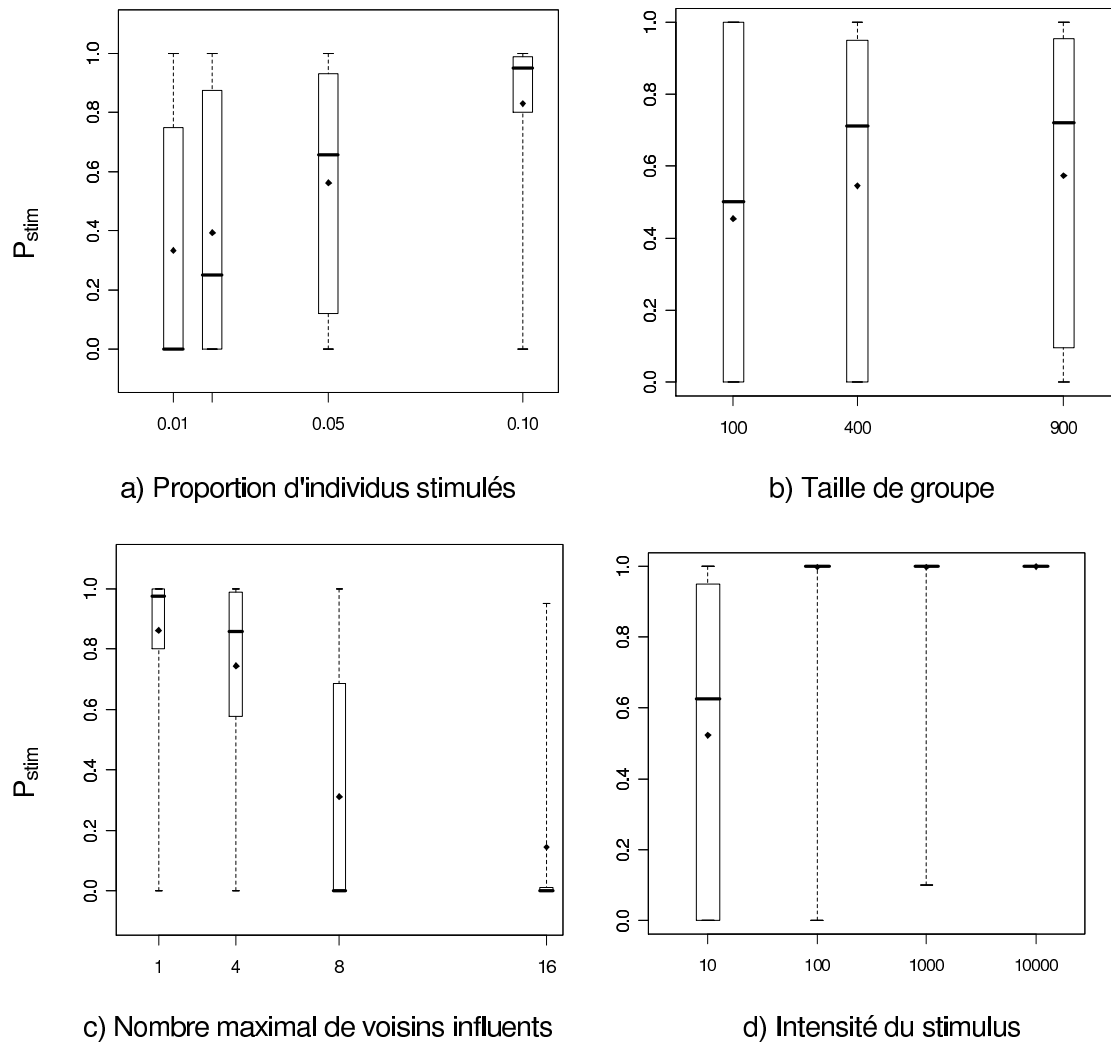 1.0
0.8
0.6
0.4
0.2
0.0
P stim
0.01 0.05 0.10
a) Proportion d'individus stimulés
1.0
0.8
0.6
0.4
0.2
0.0
100 400 900
b) Taille de groupe
1.0
0.8
0.6
0.4
0.2
0.0
P stim
1 4 8 16
c) Nombre maximal de voisins influents
1.0
0.8
0.6
0.4
0.2
0.0
10 100 1000 10000
d) Intensité du stimulus